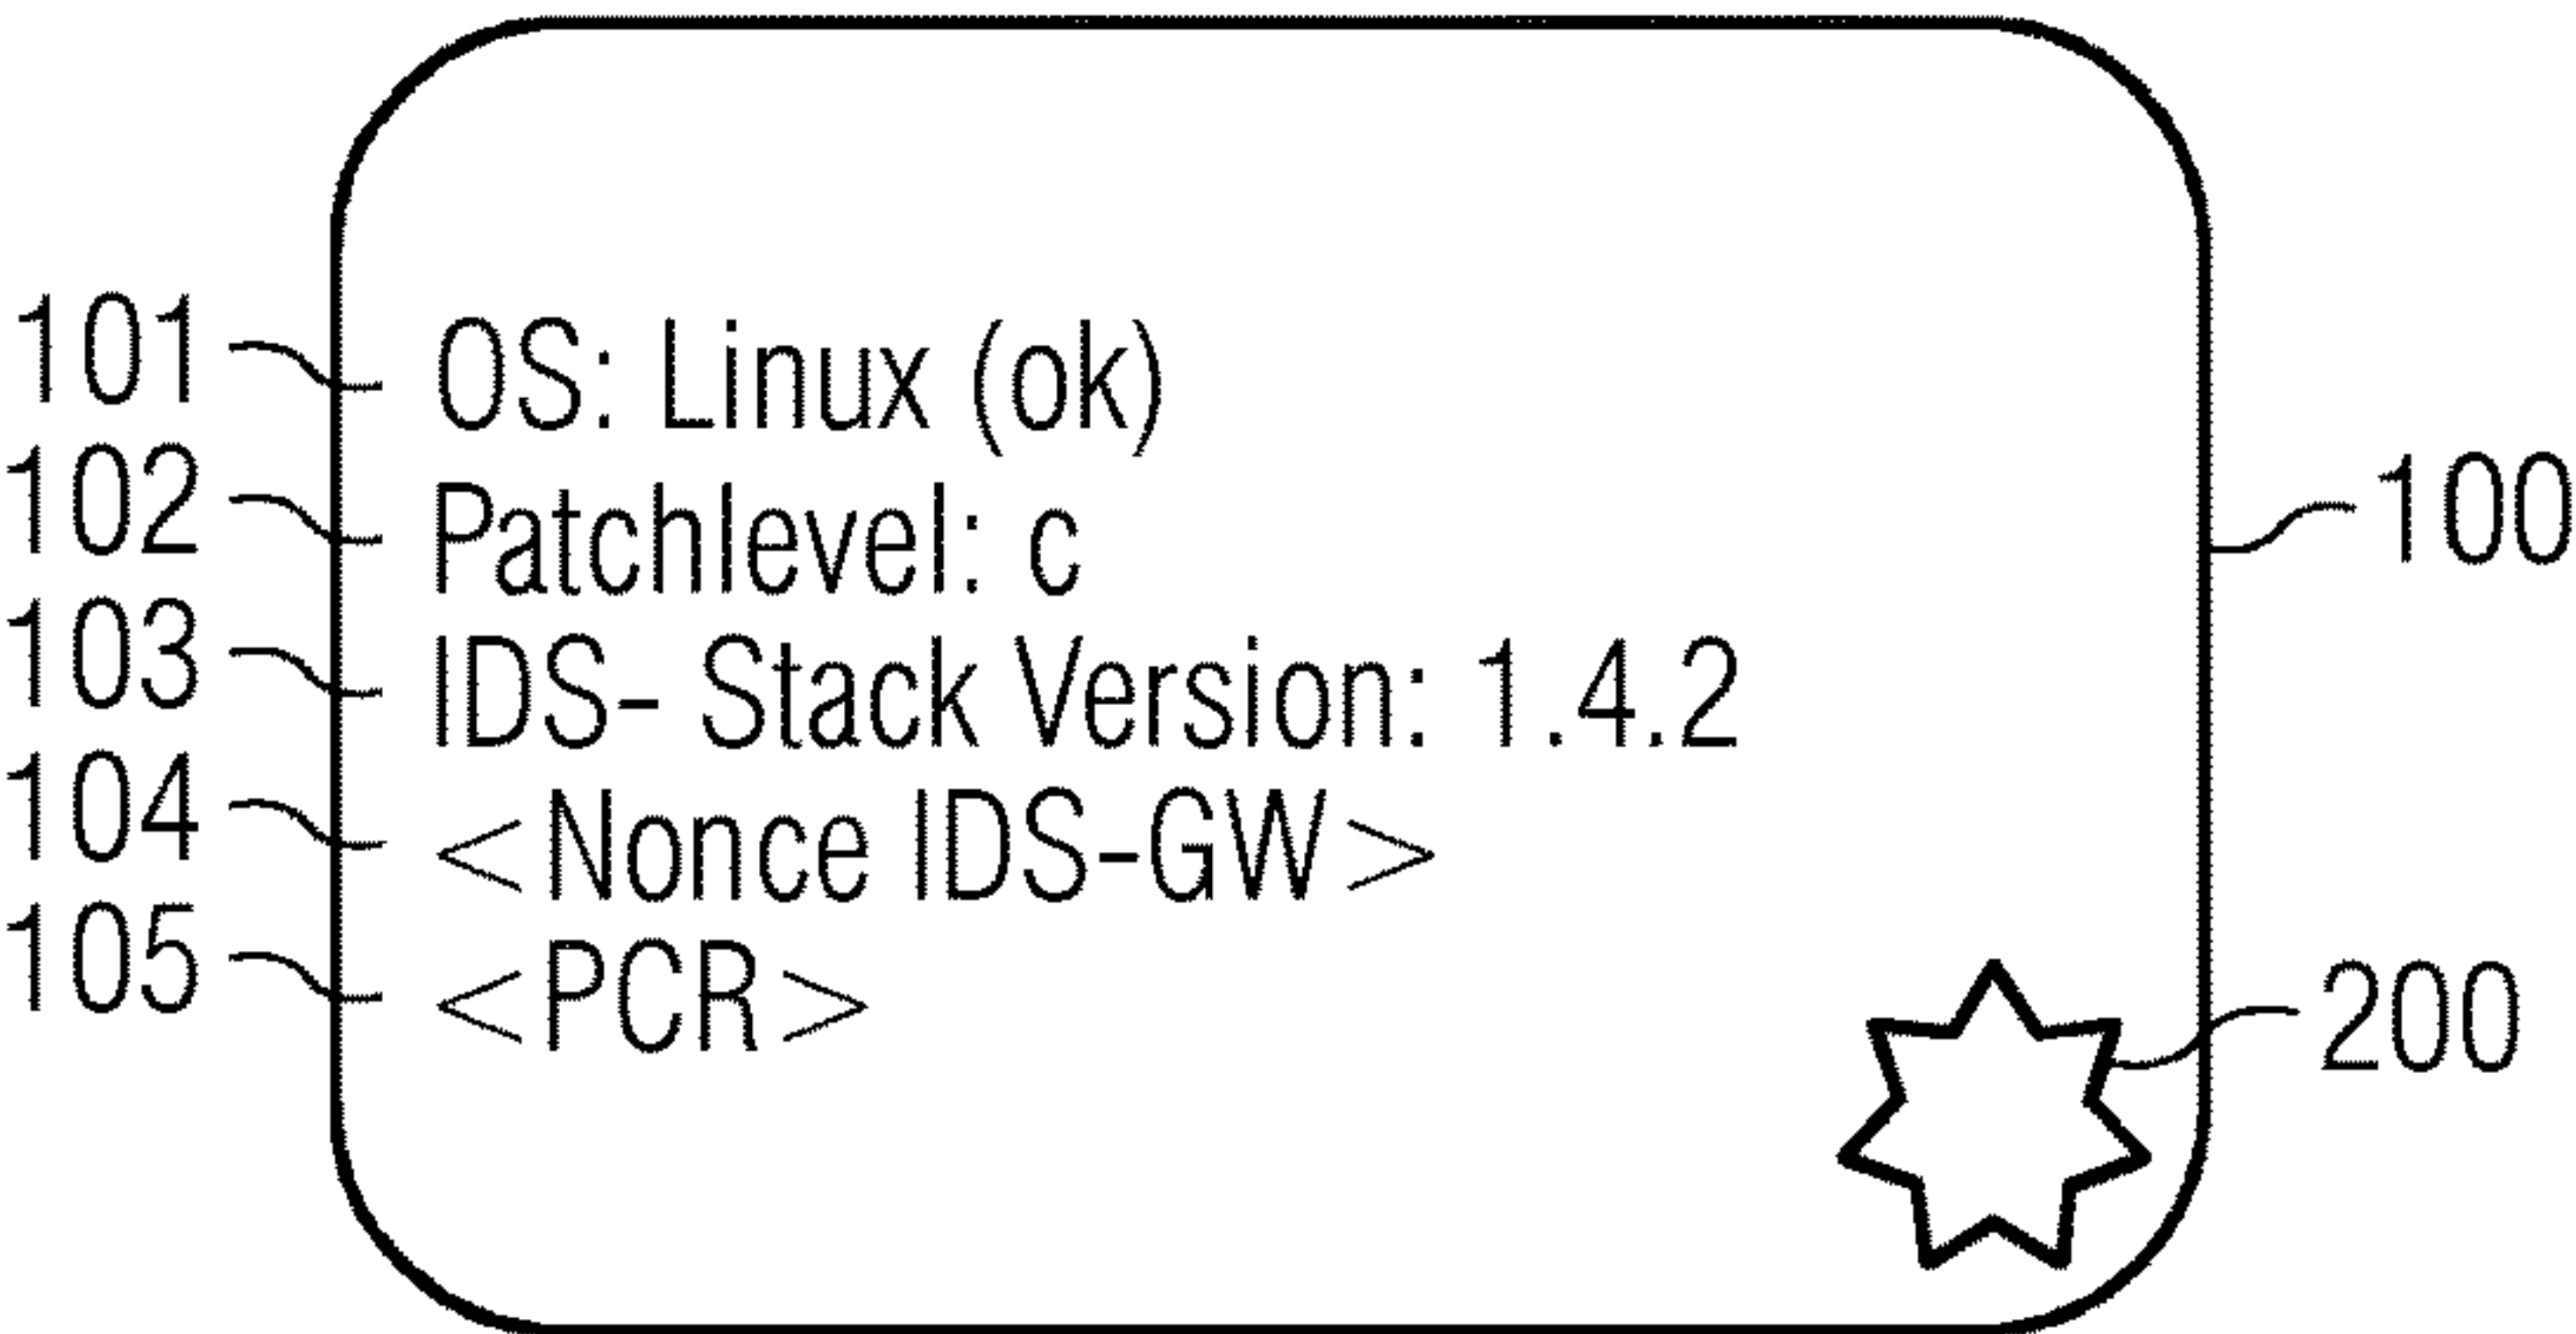 101 OS: Linux (ok)
102 Patchlevel: c 100
103 IDS- Stack Version: 1.4.2
104 <Nonce IDS-GW>
105 <PCR> 200